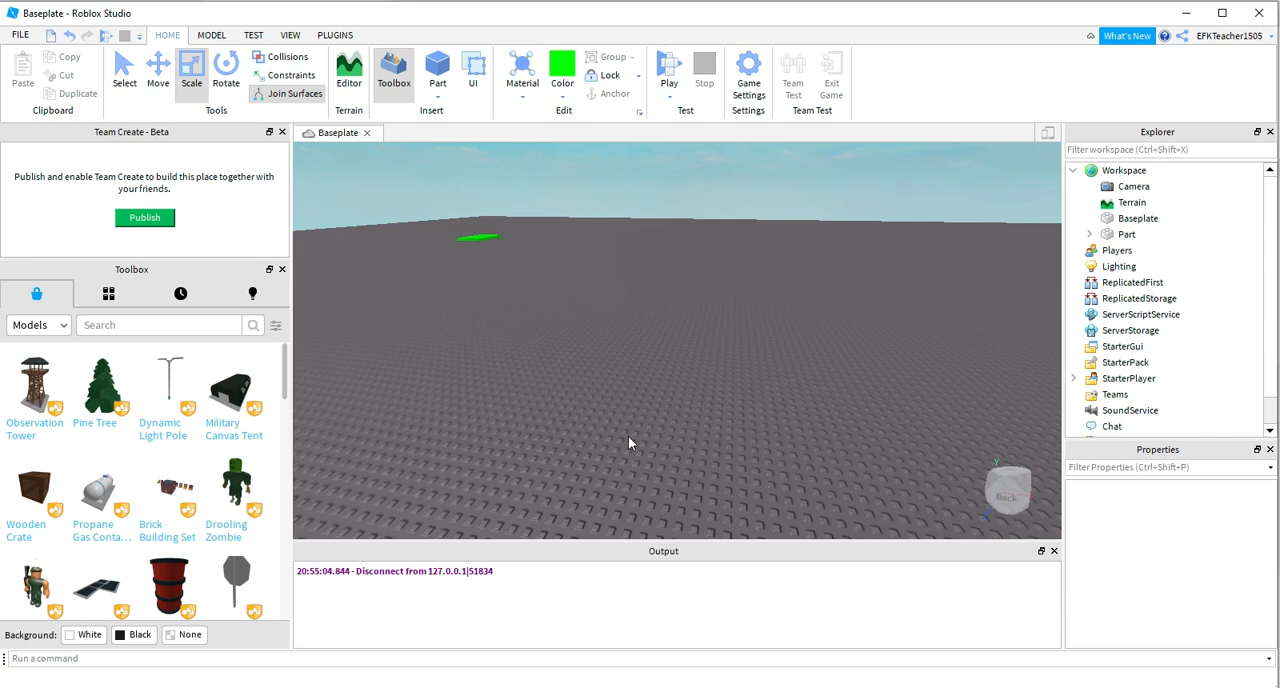 Baseplate - Roblox Studio
FILE
HOME
MODEL
TEST
VIEW
PLUGINS
What's New
EFKTeacher1505
Paste
Copy
Cut
Duplicate
Clipboard
Select
Move
Scale
Rotate
Collisions
Constraints
Join Surfaces
Tools
Editor
Terrain
Toolbox
Part
UI
Insert
Material
Color
Group
Lock
Anchor
Edit
Play
Stop
Test
Game
Settings
Settings
Team
Test
Exit
Game
Team Test
Team Create - Beta
Publish and enable Team Create to build this place together with
your friends.
Publish
Toolbox
Models
Search
Observation
Tower
Pine Tree
Dynamic
Light Pole
Military
Canvas Tent
Wooden
Crate
Propane
Gas Conta...
Brick
Building Set
Drooling
Zombie
Background:
White
Black
None
Run a command
Baseplate
Back
Y
Output
20:55:04.844 - Disconnect from 127.0.0.1|51834
Explorer
Filter workspace (Ctrl+Shift+X)
Workspace
Camera
Terrain
Baseplate
Part
Players
Lighting
ReplicatedFirst
ReplicatedStorage
ServerScriptService
ServerStorage
StarterGui
StarterPack
StarterPlayer
Teams
SoundService
Chat
Properties
Filter Properties (Ctrl+Shift+P)